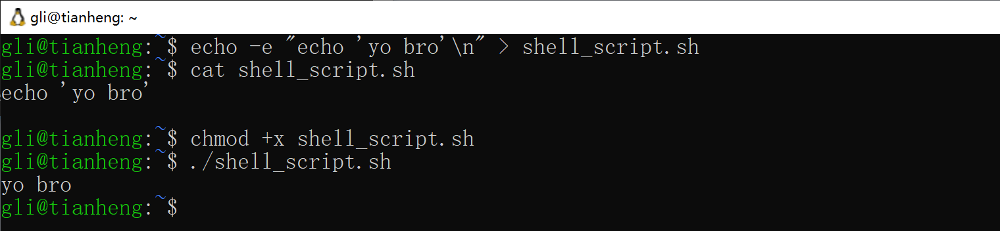 gli@tianheng: ~
gli@tianheng:~$ echo -e "echo 'yo bro'\n" > shell_script.sh
gli@tianheng:~$ cat shell_script.sh
echo 'yo bro'
gli@tianheng:~$ chmod +x shell_script.sh
gli@tianheng:~$ ./shell_script.sh
yo bro
gli@tianheng:~$